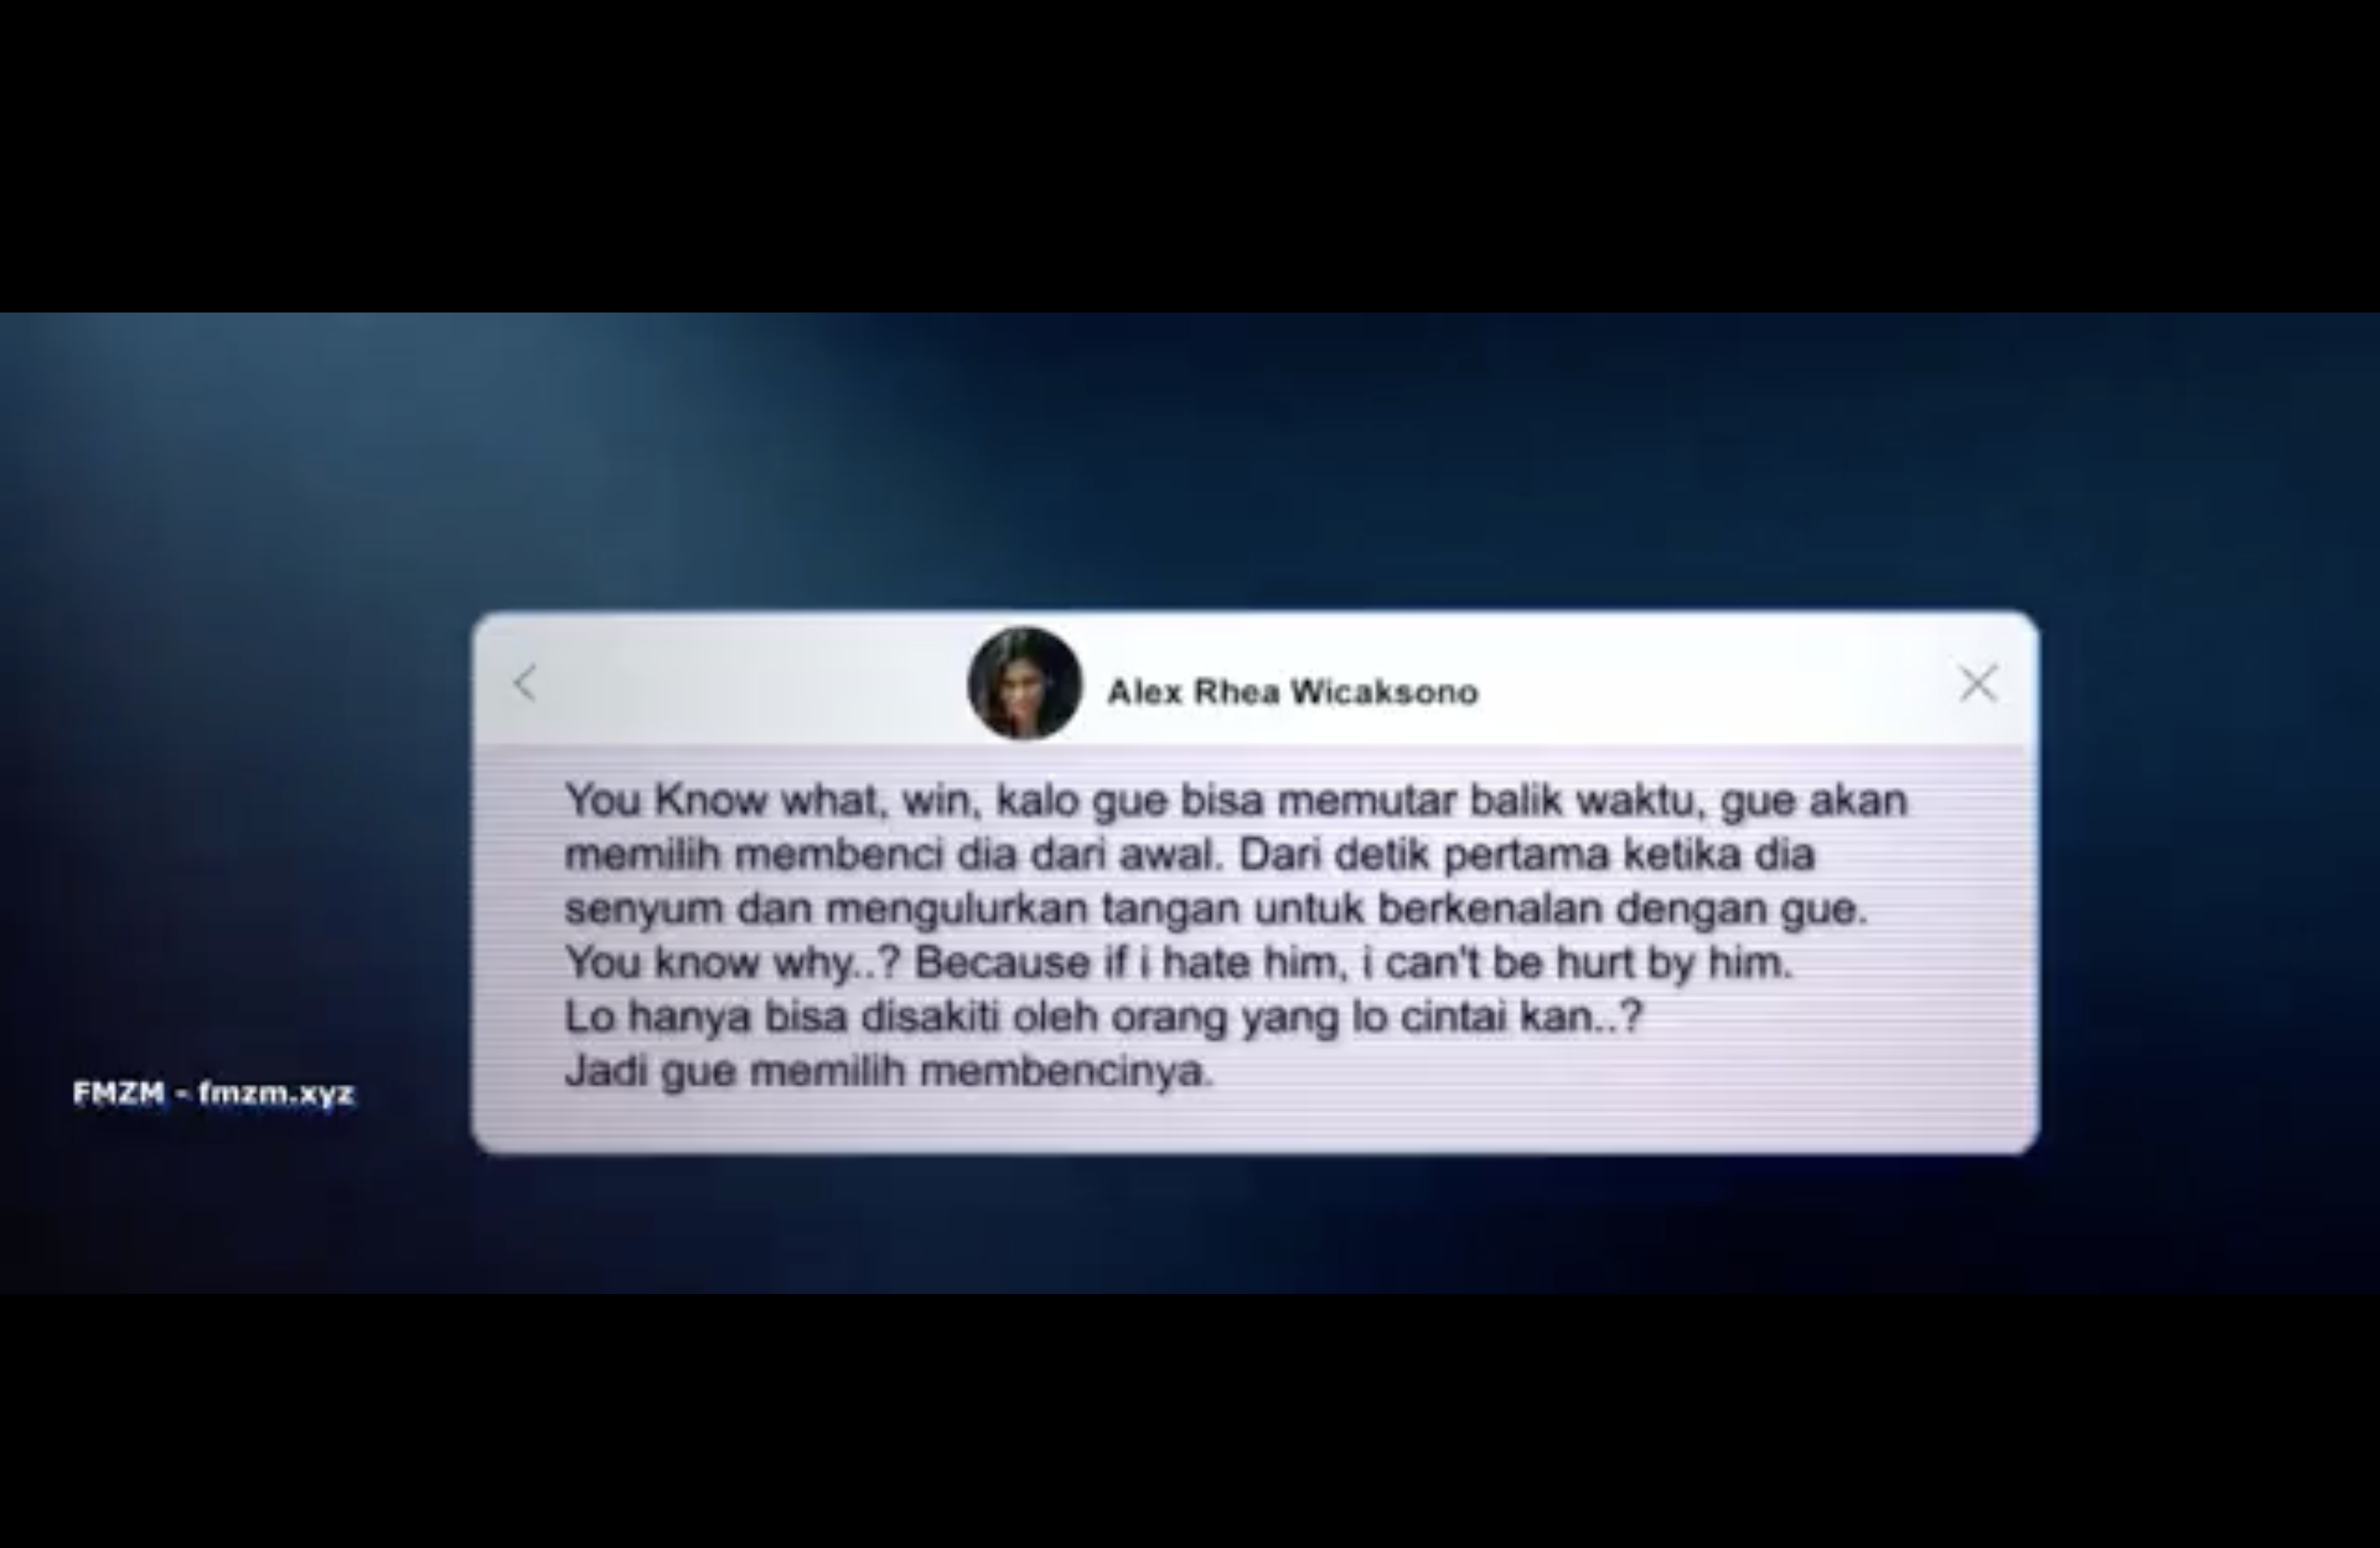 Alex Rhea Wicaksono
You Know what, win, kalo gue bisa memutar balik waktu, gue akan
memilih membenci dia dari awal. Dari detik pertama ketika dia
senyum dan mengulurkan tangan untuk berkenalan dengan gue.
You know why..? Because if i hate him, i can't be hurt by him.
Lo hanya bisa disakiti oleh orang yang lo cintai kan..?
Jadi gue memilih membencinya.
FMZM - fmzm.xyz